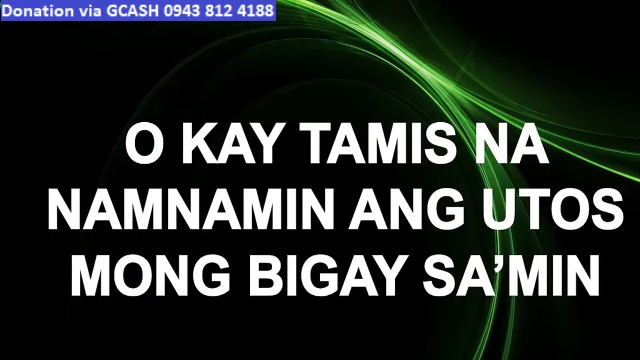 Donation via GCASH 0943 812 4188
O KAY TAMIS NA
NAMNAMIN ANG UTOS
MONG BIGAY SA’MIN